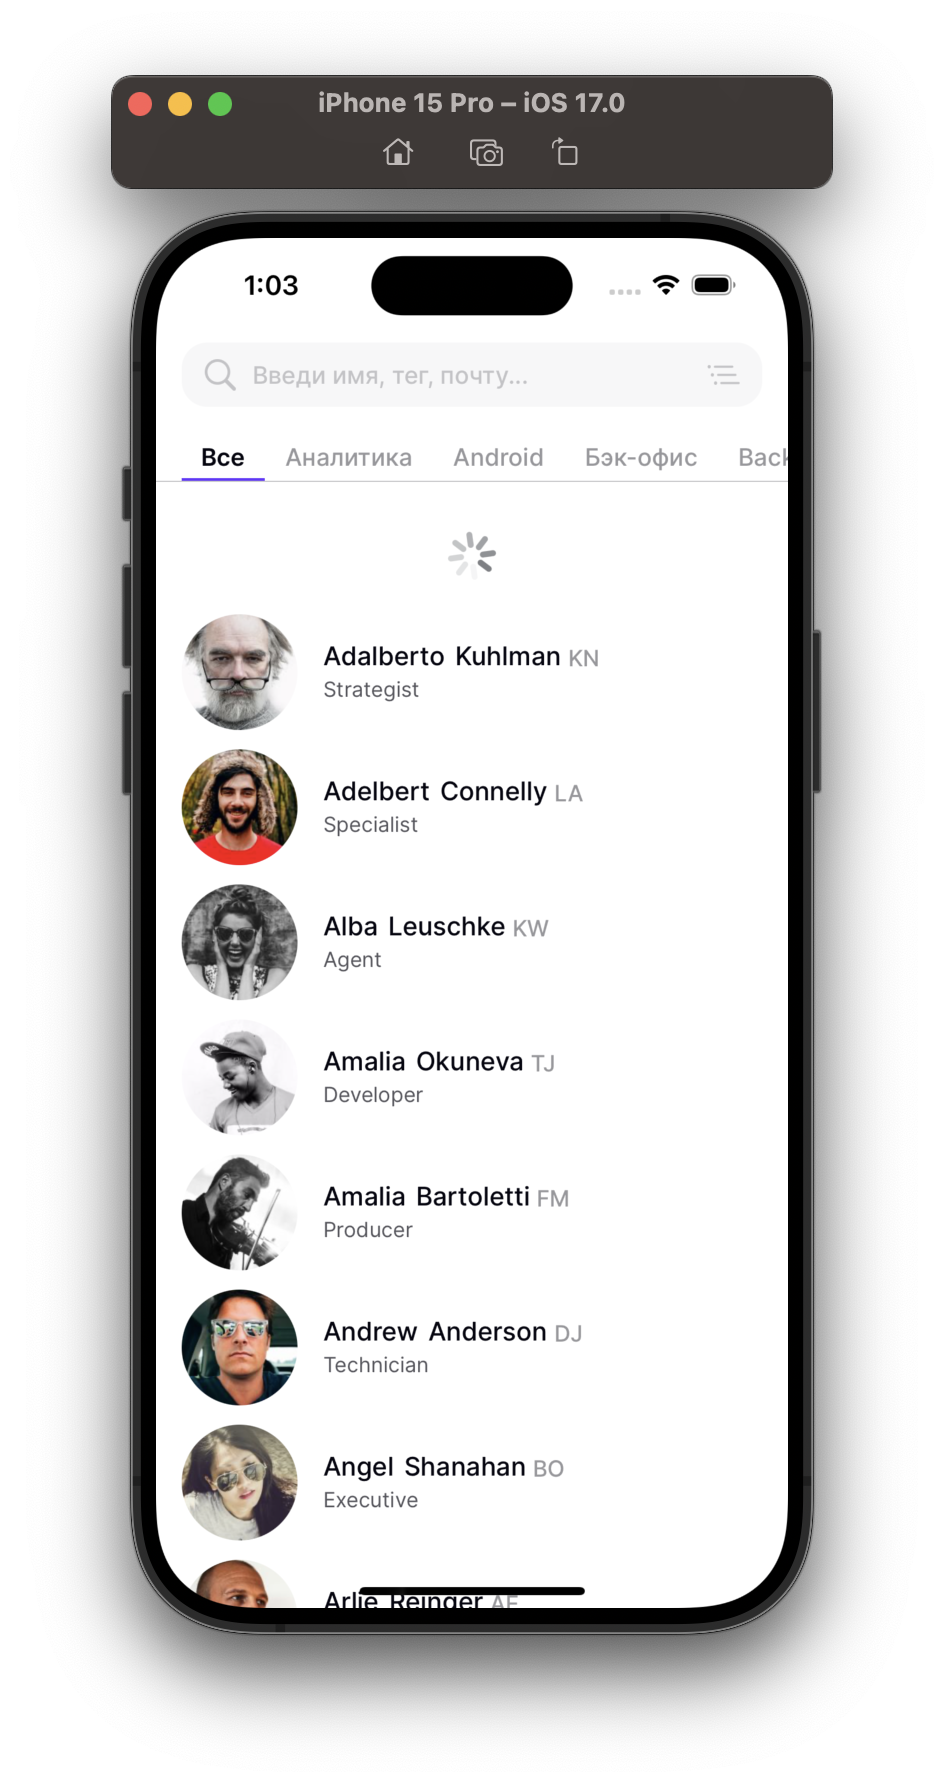 iPhone 15 Pro – iOS 17.0
1:03
Введи имя, тег, почту...
Все Аналитика Android Бэк-офис Back
Adalberto Kuhlman KN
Strategist
Adelbert Connelly LA
Specialist
Alba Leuschke KW
Agent
Amalia Okuneva TJ
Developer
Amalia Bartoletti FM
Producer
Andrew Anderson DJ
Technician
Angel Shanahan BO
Executive
Arlie Reinger AF